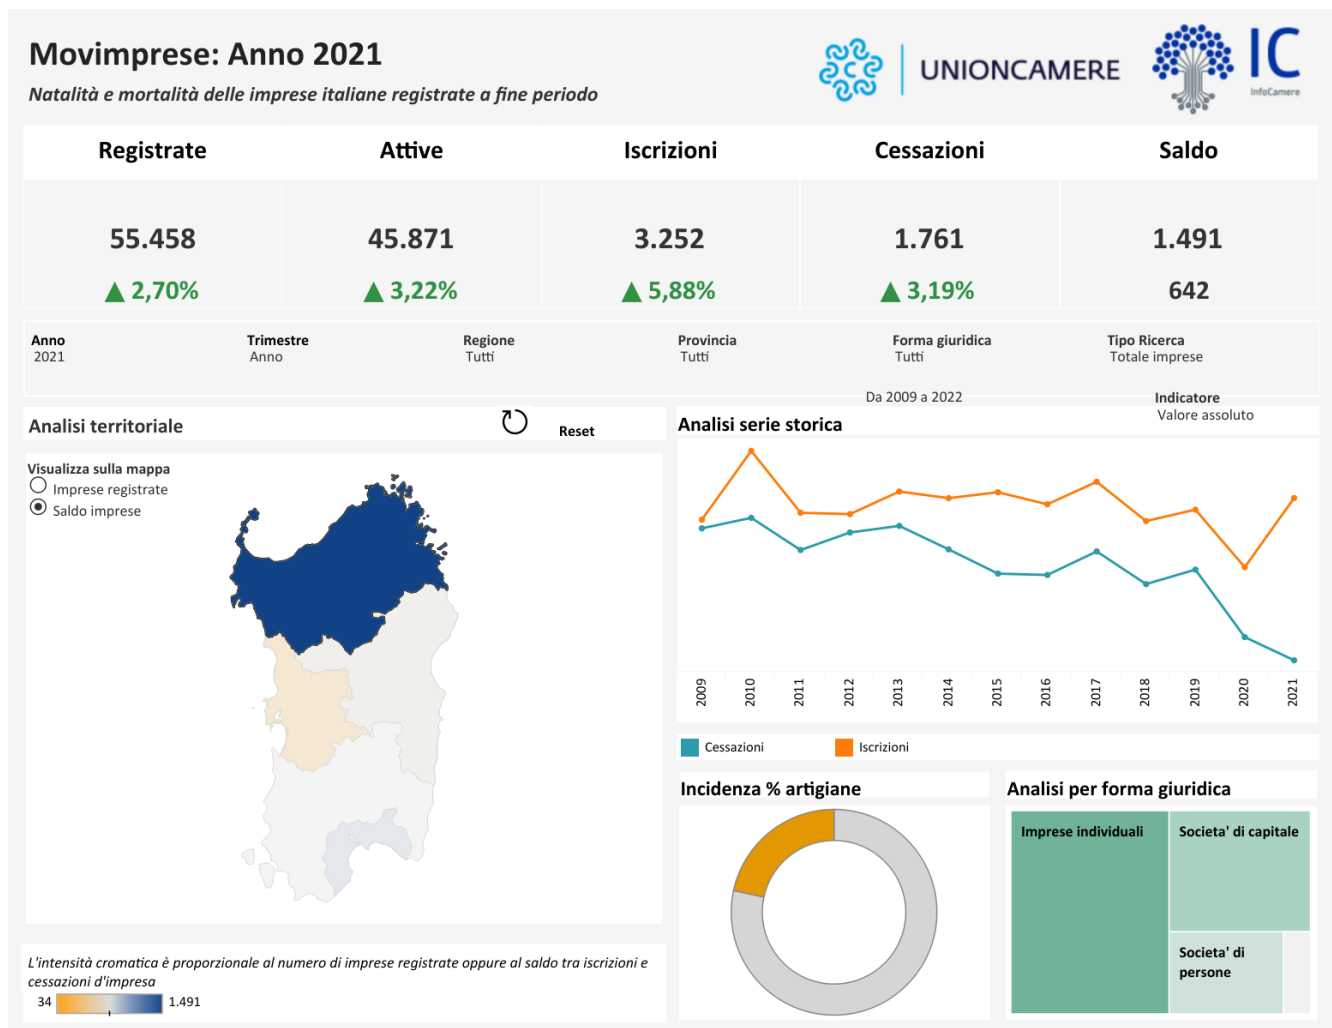 Movimprese: Anno 2021
Natalità e mortalità delle imprese italiane registrate a fine periodo
UNIONCAMERE
IC
InfoCamere
Registrate
Attive
Iscrizioni
Cessazioni
Saldo
55.458
45.871
3.252
1.761
1.491
▲ 2,70%
▲ 3,22%
▲ 5,88%
▲ 3,19%
642
Anno
2021
Trimestre
Anno
Regione
Tutti
Provincia
Tutti
Forma giuridica
Tutti
Tipo Ricerca
Totale imprese
Da 2009 a 2022
Indicatore
Valore assoluto
Analisi territoriale
Reset
Visualizza sulla mappa
Imprese registrate
Saldo imprese
L'intensità cromatica è proporzionale al numero di imprese registrate oppure al saldo tra iscrizioni e
cessazioni d'impresa
34
1.491
Analisi serie storica
2009
2010
2011
2012
2013
2014
2015
2016
2017
2018
2019
2020
2021
Cessazioni
Iscrizioni
Incidenza % artigiane
Analisi per forma giuridica
Imprese individuali
Societa' di capitale
Societa' di
persone